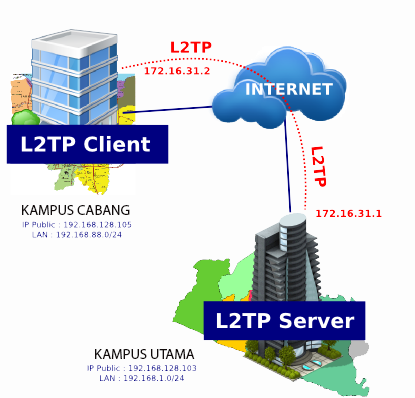 L2TP
172.16.31.2
INTERNET
L2TP Client
L2TP
KAMPUS CABANG
IP Public : 192.168.128.105
LAN : 192.168.88.0/24
172.16.31.1
L2TP Server
KAMPUS UTAMA
IP Public : 192.168.128.103
LAN : 192.168.1.0/24